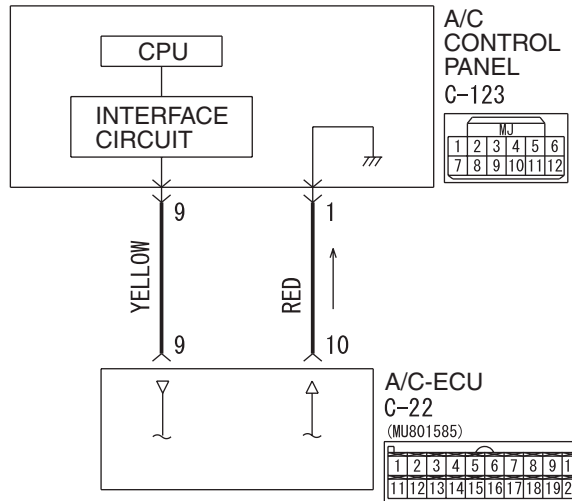 A/C
CONTROL
PANEL
C-123
MJ
1 2 3 4 5 6
7 8 9 10 11 12
CPU
INTERFACE
CIRCUIT
9
1
YELLOW
RED
9
10
A/C-ECU
C-22
(MU801585)
1 2 3 4 5 6 7 8 9
11 12 13 14 15 16 17 18 19